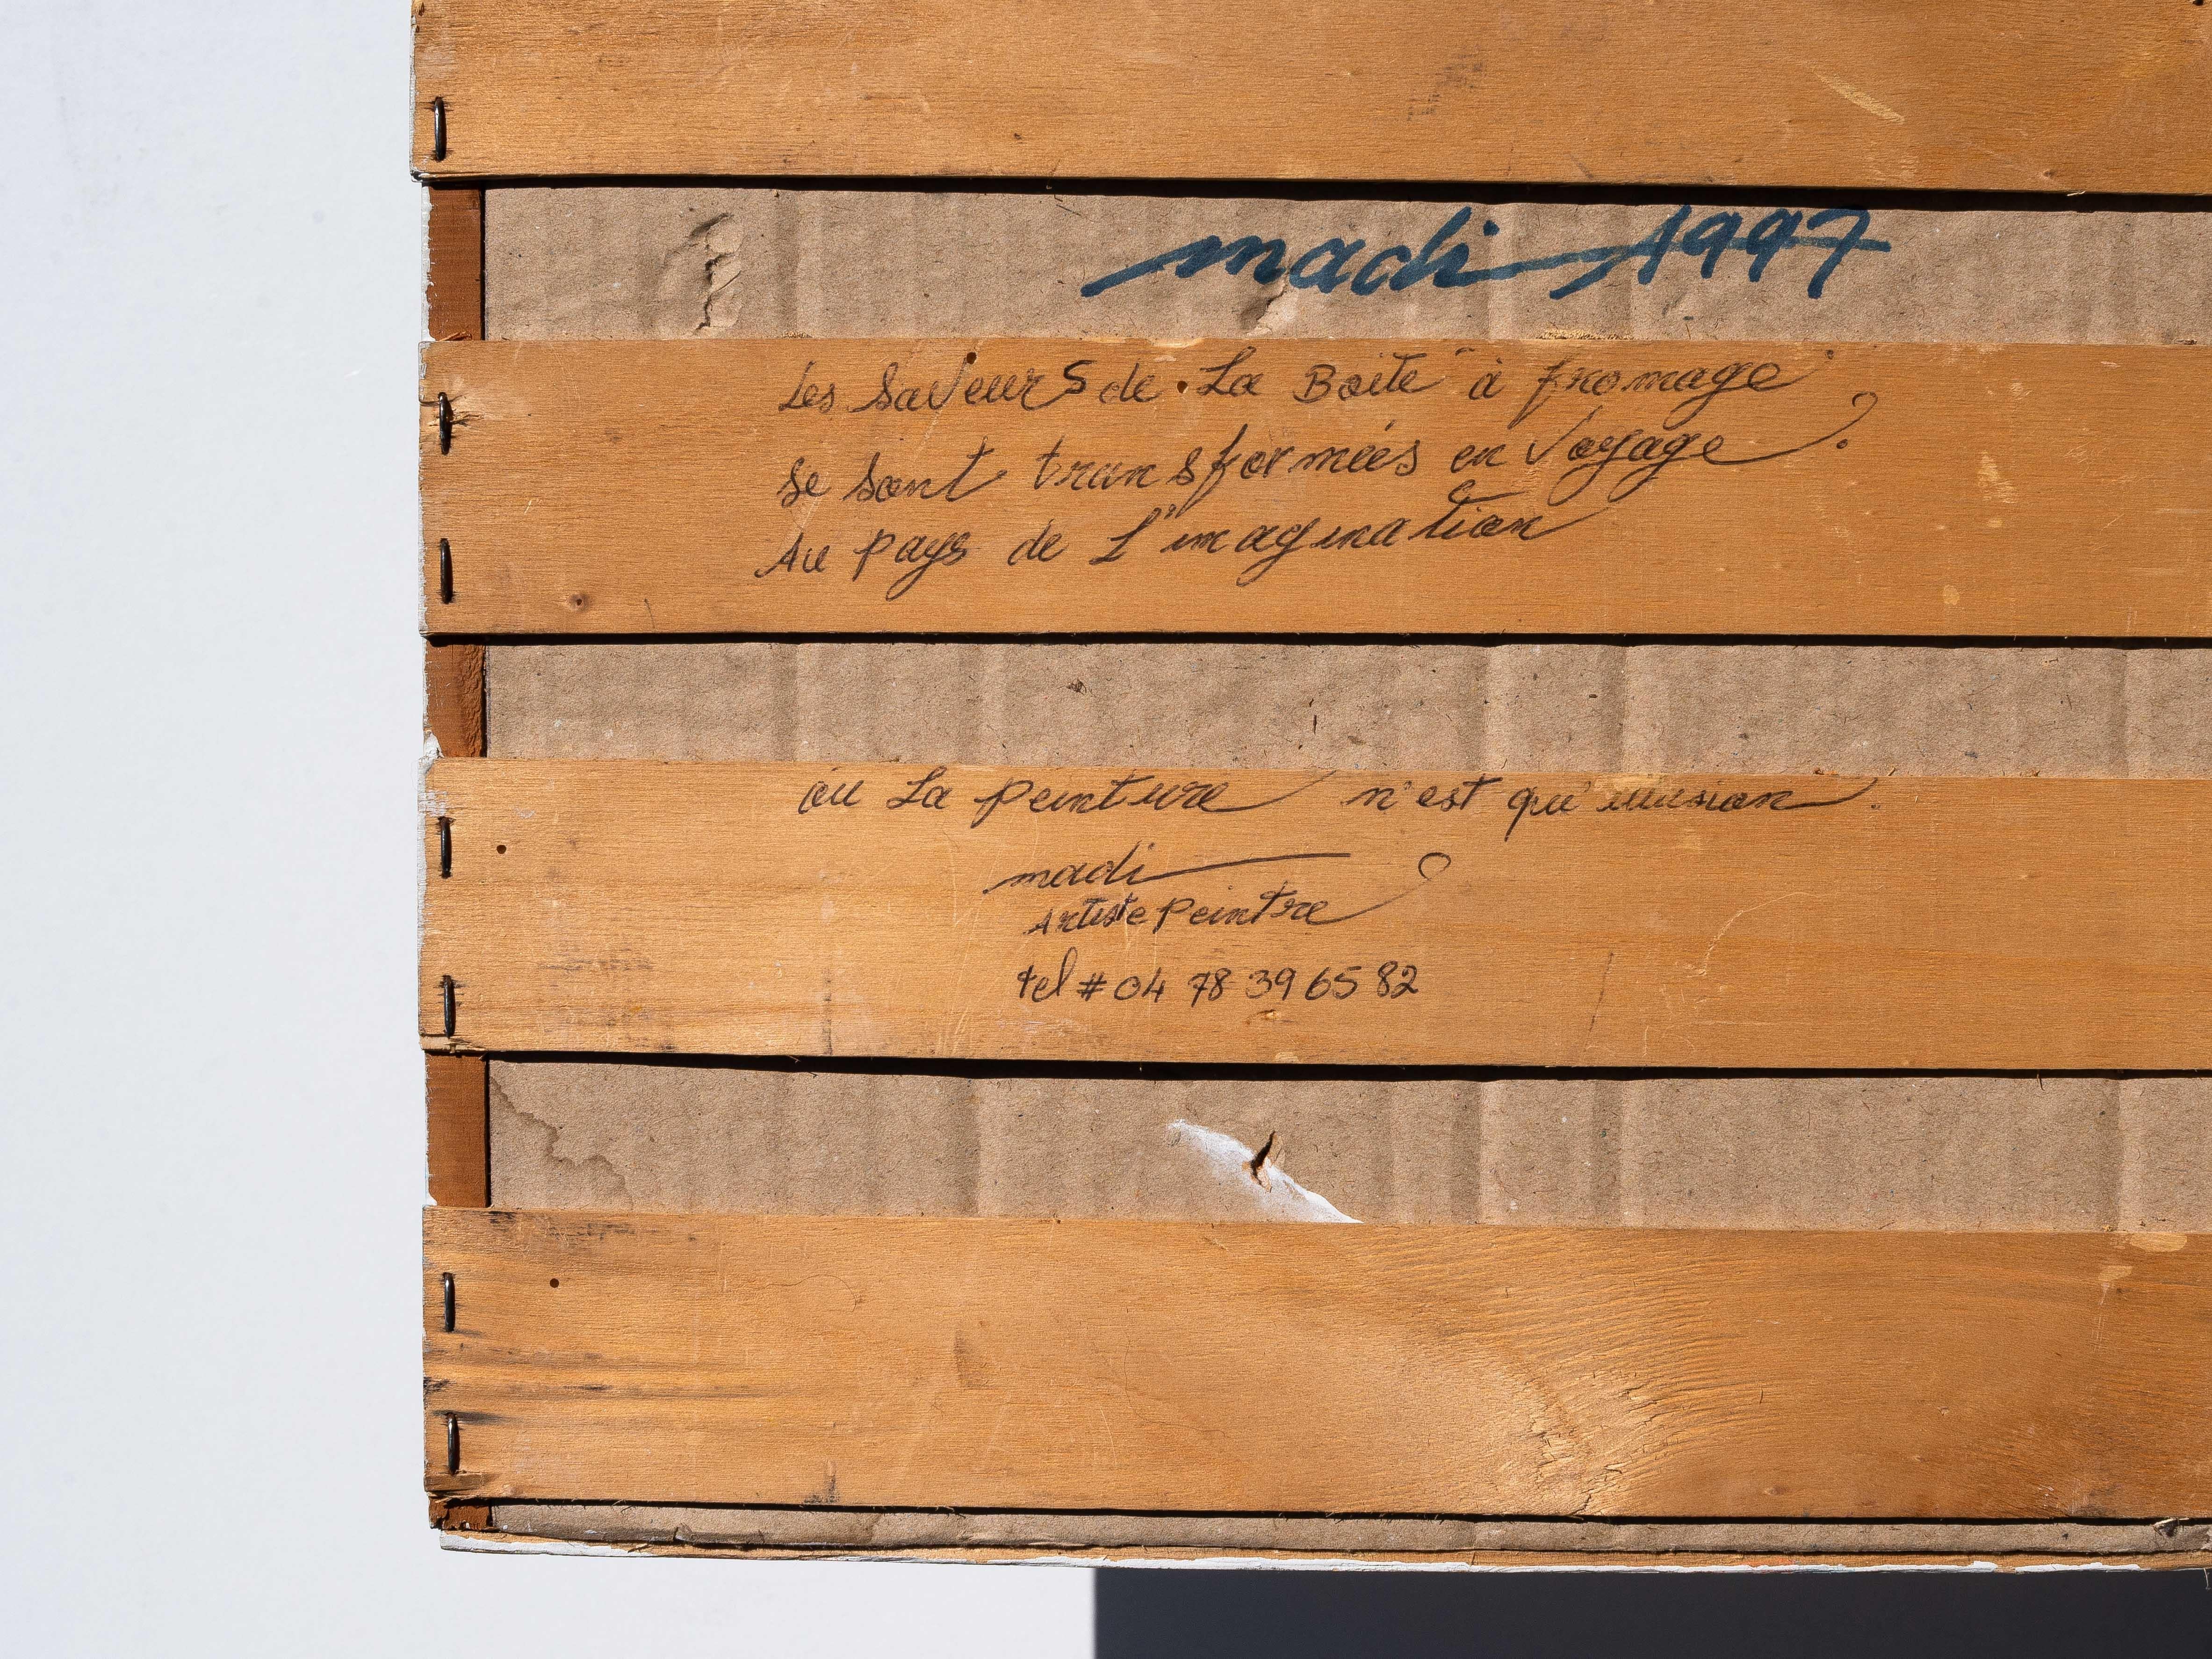 madi 1997
Les Saveurs de La Boite à fromage
se sont transformées en Voyage
Au Pays de L'imagination
où La Peinture n'est qu'illusion.
madi
Artiste Peintre
tel # 04 78 39 65 82